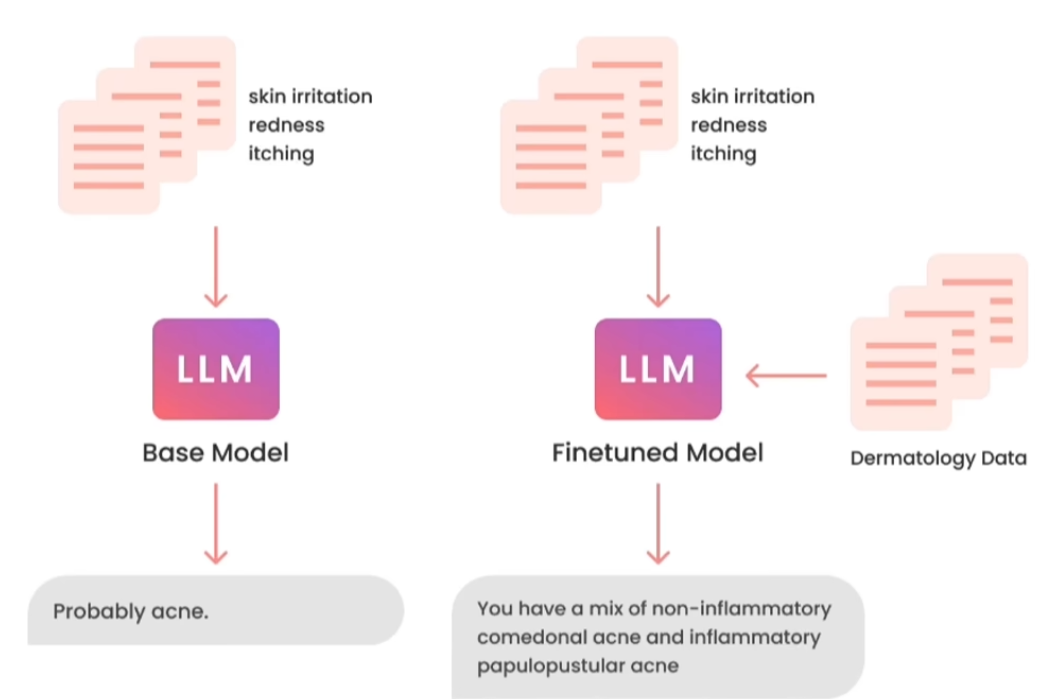 skin irritation
redness
itching
LLM
Base Model
Probably acne.
skin irritation
redness
itching
LLM
Finetuned Model
Dermatology Data
You have a mix of non-inflammatory
comedonal acne and inflammatory
papulopustular acne